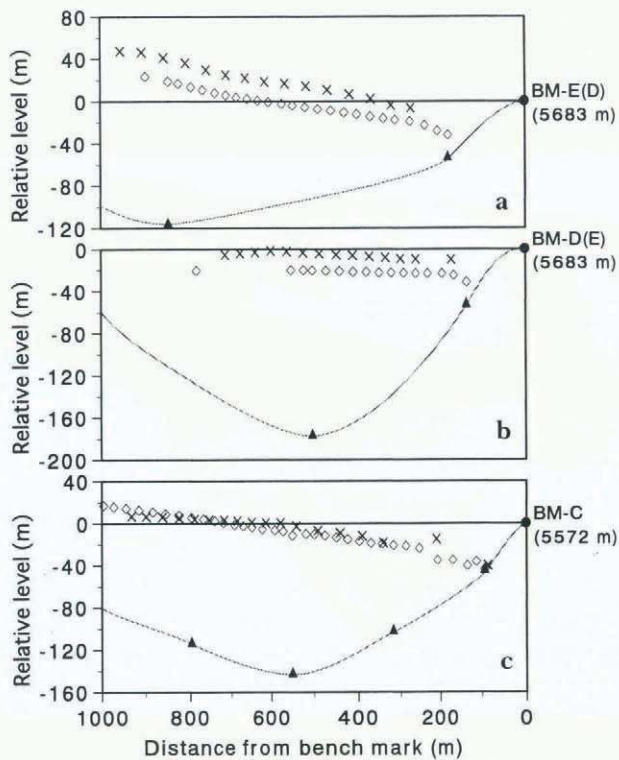 80
40
0
-40
-80
-120
Relative level (m)
BM-E(D)
(5683 m)
a
0
-40
-80
-120
-160
-200
Relative level (m)
BM-D(E)
(5683 m)
b
40
0
-40
-80
-120
-160
Relative level (m)
BM-C
(5572 m)
c
1000 800 600 400 200 0
Distance from bench mark (m)